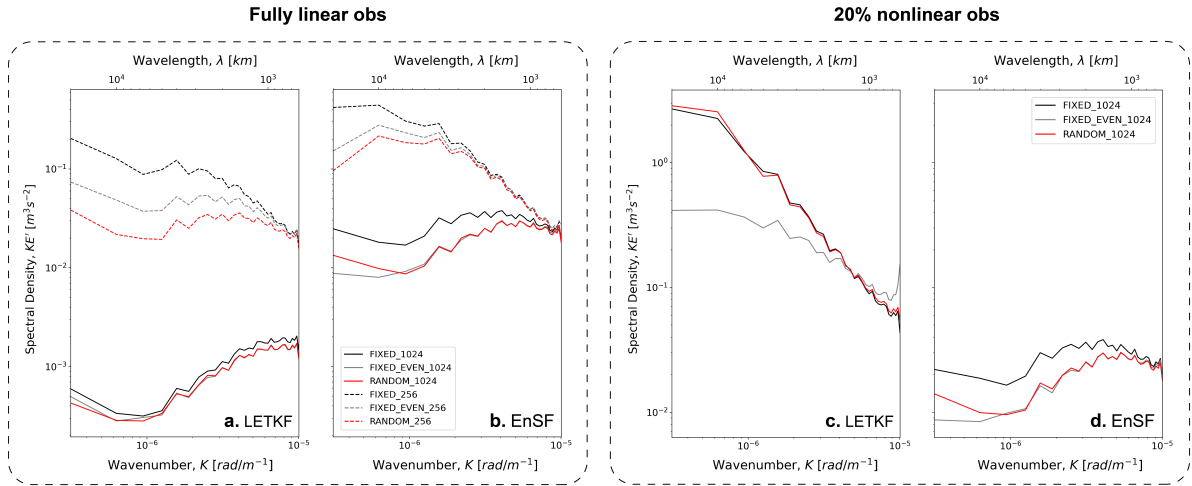 Fully linear obs
20% nonlinear obs
Wavelength, λ [km]
Wavelength, λ [km]
Wavelength, λ [km]
Wavelength, λ [km]
10⁴
10³
10⁴
10³
10⁴
10³
10⁴
10³
Spectral Density, KE' [m³s⁻²]
10⁻¹
10⁻²
10⁻³
a. LETKF
FIXED_1024
FIXED_EVEN_1024
RANDOM_1024
FIXED_256
FIXED_EVEN_256
RANDOM_256
b. EnSF
Spectral Density, KE' [m³s⁻²]
10⁰
10⁻¹
10⁻²
c. LETKF
FIXED_1024
FIXED_EVEN_1024
RANDOM_1024
d. EnSF
10⁻⁶
10⁻⁵
10⁻⁶
10⁻⁵
10⁻⁶
10⁻⁵
10⁻⁶
10⁻⁵
Wavenumber, K [rad/m⁻¹]
Wavenumber, K [rad/m⁻¹]
Wavenumber, K [rad/m⁻¹]
Wavenumber, K [rad/m⁻¹]